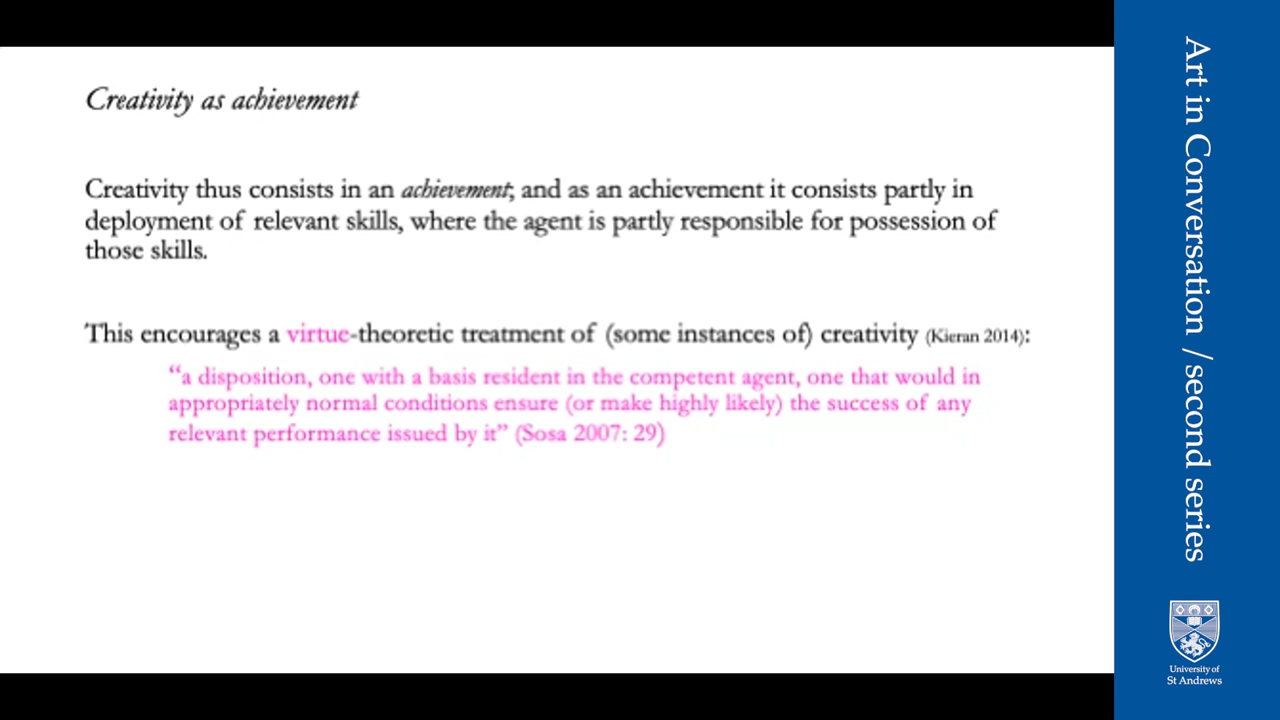 Creativity as achievement
Creativity thus consists in an achievement; and as an achievement it consists partly in
deployment of relevant skills, where the agent is partly responsible for possession of
those skills.
This encourages a virtue-theoretic treatment of (some instances of) creativity (Kieran 2014):
“a disposition, one with a basis resident in the competent agent, one that would in
appropriately normal conditions ensure (or make highly likely) the success of any
relevant performance issued by it” (Sosa 2007: 29)
Art in Conversation / second series
University of
St Andrews